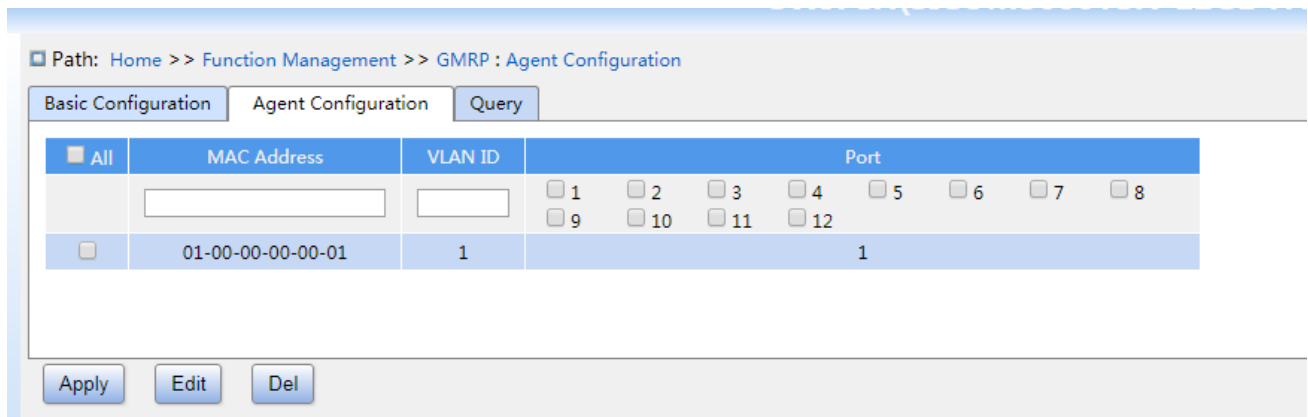 Path: Home >> Function Management >> GMRP : Agent Configuration
Basic Configuration Agent Configuration Query
All MAC Address VLAN ID Port
1 2 3 4 5 6 7 8
9 10 11 12
01-00-00-00-00-01 1 1
Apply Edit Del